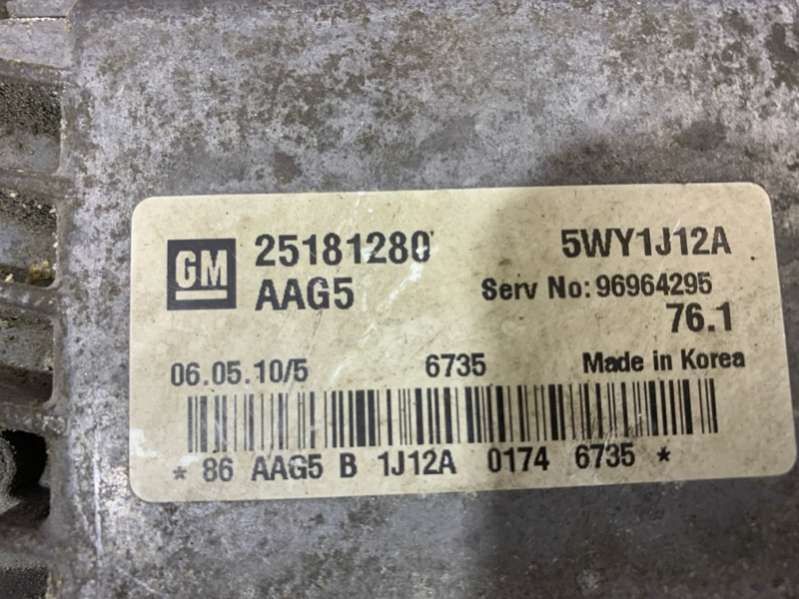 GM 25181280 5WY1J12A
AAG5 Serv No: 96964295
76.1
06.05.10/5 6735 Made in Korea
* 86 AAG5 B 1J12A 0174 6735 *